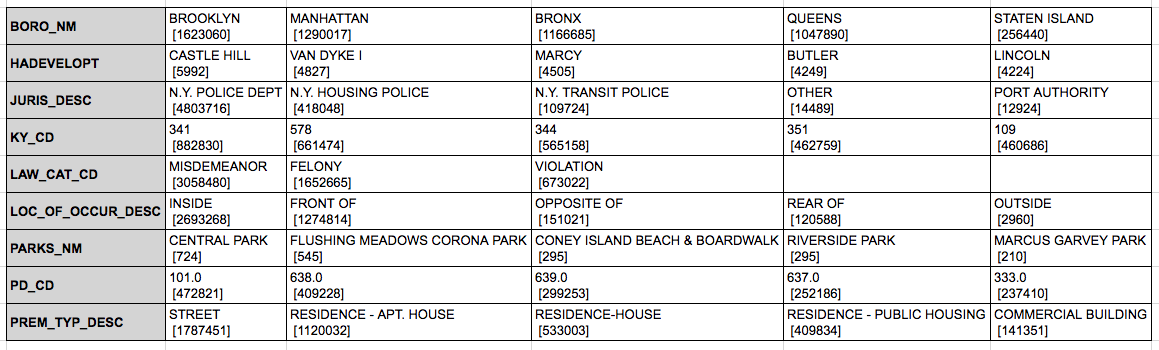 BORO_NM
BROOKLYN
[1623060]
MANHATTAN
[1290017]
BRONX
[1166685]
QUEENS
[1047890]
STATEN ISLAND
[256440]
HADEVELOPT
CASTLE HILL
[5992]
VAN DYKE I
[4827]
MARCY
[4505]
BUTLER
[4249]
LINCOLN
[4224]
JURIS_DESC
N.Y. POLICE DEPT
[4803716]
N.Y. HOUSING POLICE
[418048]
N.Y. TRANSIT POLICE
[109724]
OTHER
[14489]
PORT AUTHORITY
[12924]
KY_CD
341
[882830]
578
[661474]
344
[565158]
351
[462759]
109
[460686]
LAW_CAT_CD
MISDEMEANOR
[3058480]
FELONY
[1652665]
VIOLATION
[673022]
LOC_OF_OCCUR_DESC
INSIDE
[2693268]
FRONT OF
[1274814]
OPPOSITE OF
[151021]
REAR OF
[120588]
OUTSIDE
[2960]
PARKS_NM
CENTRAL PARK
[724]
FLUSHING MEADOWS CORONA PARK
[545]
CONEY ISLAND BEACH & BOARDWALK
[295]
RIVERSIDE PARK
[295]
MARCUS GARVEY PARK
[210]
PD_CD
101.0
[472821]
638.0
[409228]
639.0
[299253]
637.0
[252186]
333.0
[237410]
PREM_TYP_DESC
STREET
[1787451]
RESIDENCE - APT. HOUSE
[1120032]
RESIDENCE-HOUSE
[533003]
RESIDENCE - PUBLIC HOUSING
[409834]
COMMERCIAL BUILDING
[141351]